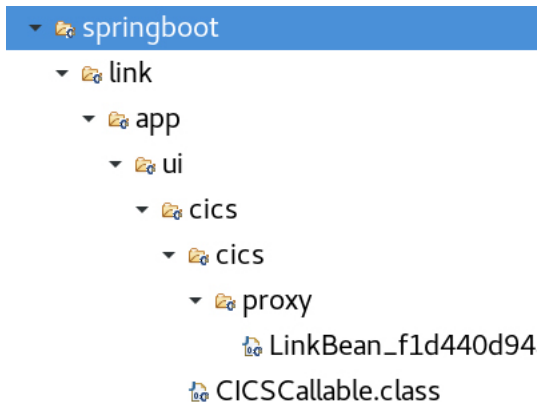 springboot
link
app
ui
cics
cics
proxy
LinkBean_f1d440d94
CICSCallable.class